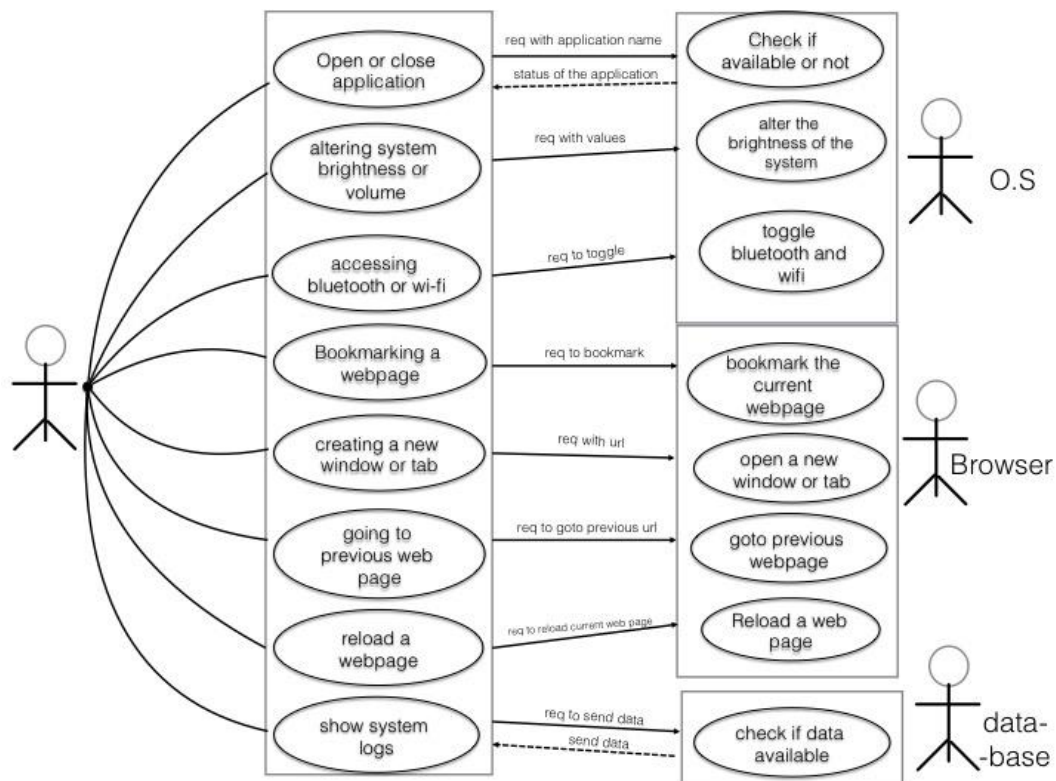 Open or close
application
req with application name
status of the application
Check if
available or not
altering system
brightness or
volume
req with values
alter the
brightness of the
system
O.S
accessing
bluetooth or wi-fi
req to toggle
toggle
bluetooth and
wifi
Bookmarking a
webpage
req to bookmark
bookmark the
current
webpage
creating a new
window or tab
req with url
open a new
window or tab
Browser
going to
previous web
page
req to goto previous url
goto previous
webpage
reload a
webpage
req to reload current web page
Reload a web
page
show system
logs
req to send data
send data
check if data
available
data-
-base